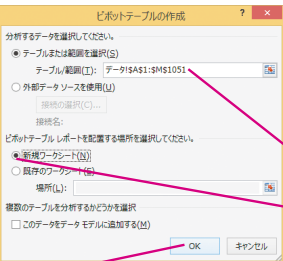 ピボットテーブルの作成 ? ×
分析するデータを選択してください。
テーブルまたは範囲を選択(S)
テーブル/範囲(T): データ!$A$1:$M$1051
外部データ ソースを使用(U)
接続の選択(C)...
接続名:
ピボットテーブル レポートを配置する場所を選択してください。
新規ワークシート(N)
既存のワークシート(E)
場所(L):
複数のテーブルを分析するかどうかを選択
このデータをデータ モデルに追加する(M)
OK キャンセル